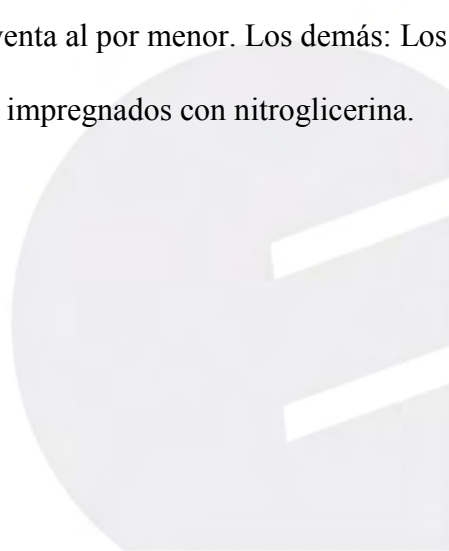 venta al por menor. Los demás: Los
impregnados con nitroglicerina.